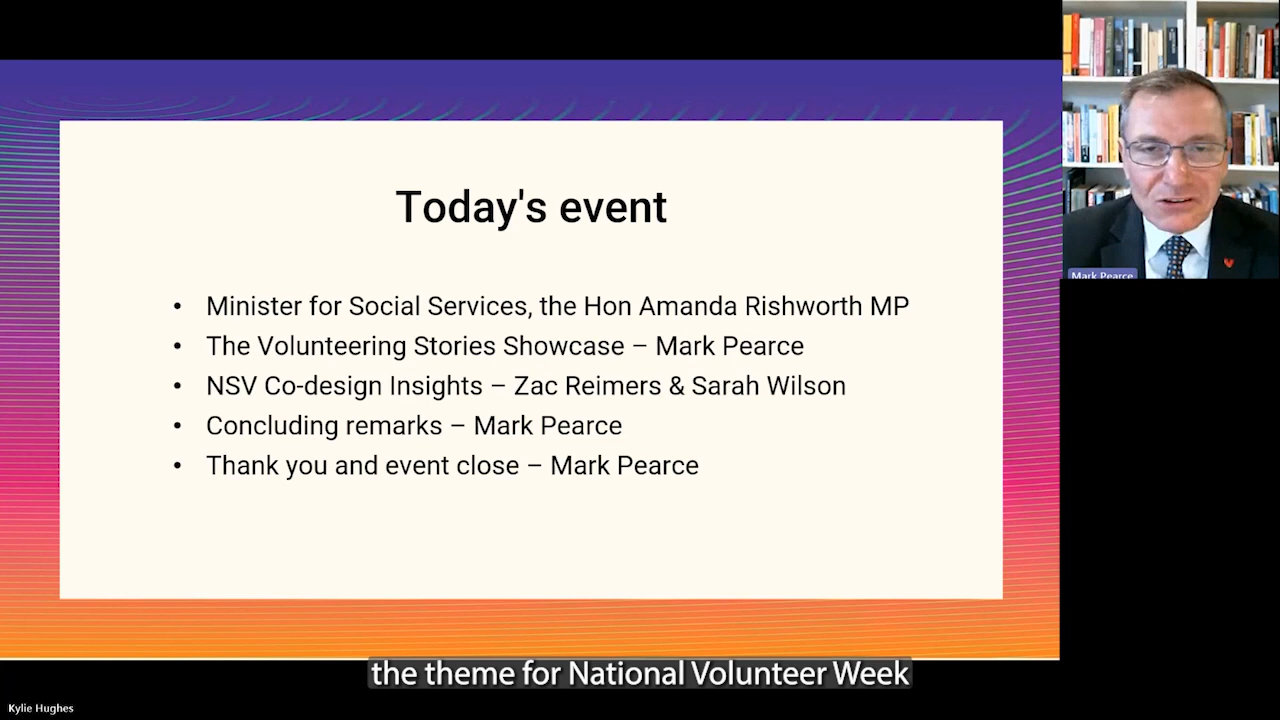 Today's event
• Minister for Social Services, the Hon Amanda Rishworth MP
• The Volunteering Stories Showcase – Mark Pearce
• NSV Co-design Insights – Zac Reimers & Sarah Wilson
• Concluding remarks – Mark Pearce
• Thank you and event close – Mark Pearce
Mark Pearce
the theme for National Volunteer Week
Kylie Hughes